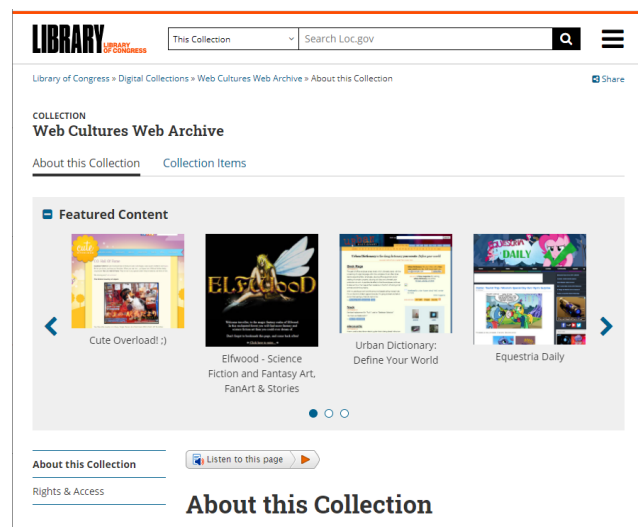 LIBRARY LIBRARY OF CONGRESS
This Collection
Search Loc.gov
Library of Congress » Digital Collections » Web Cultures Web Archive » About this Collection
Share
COLLECTION
Web Cultures Web Archive
About this Collection
Collection Items
Featured Content
cute
ELFWOOD
EQUESTRIA
DAILY
Cute Overload! ;)
Elfwood - Science
Fiction and Fantasy Art,
FanArt & Stories
Urban Dictionary:
Define Your World
Equestria Daily
About this Collection
Rights & Access
Listen to this page
About this Collection